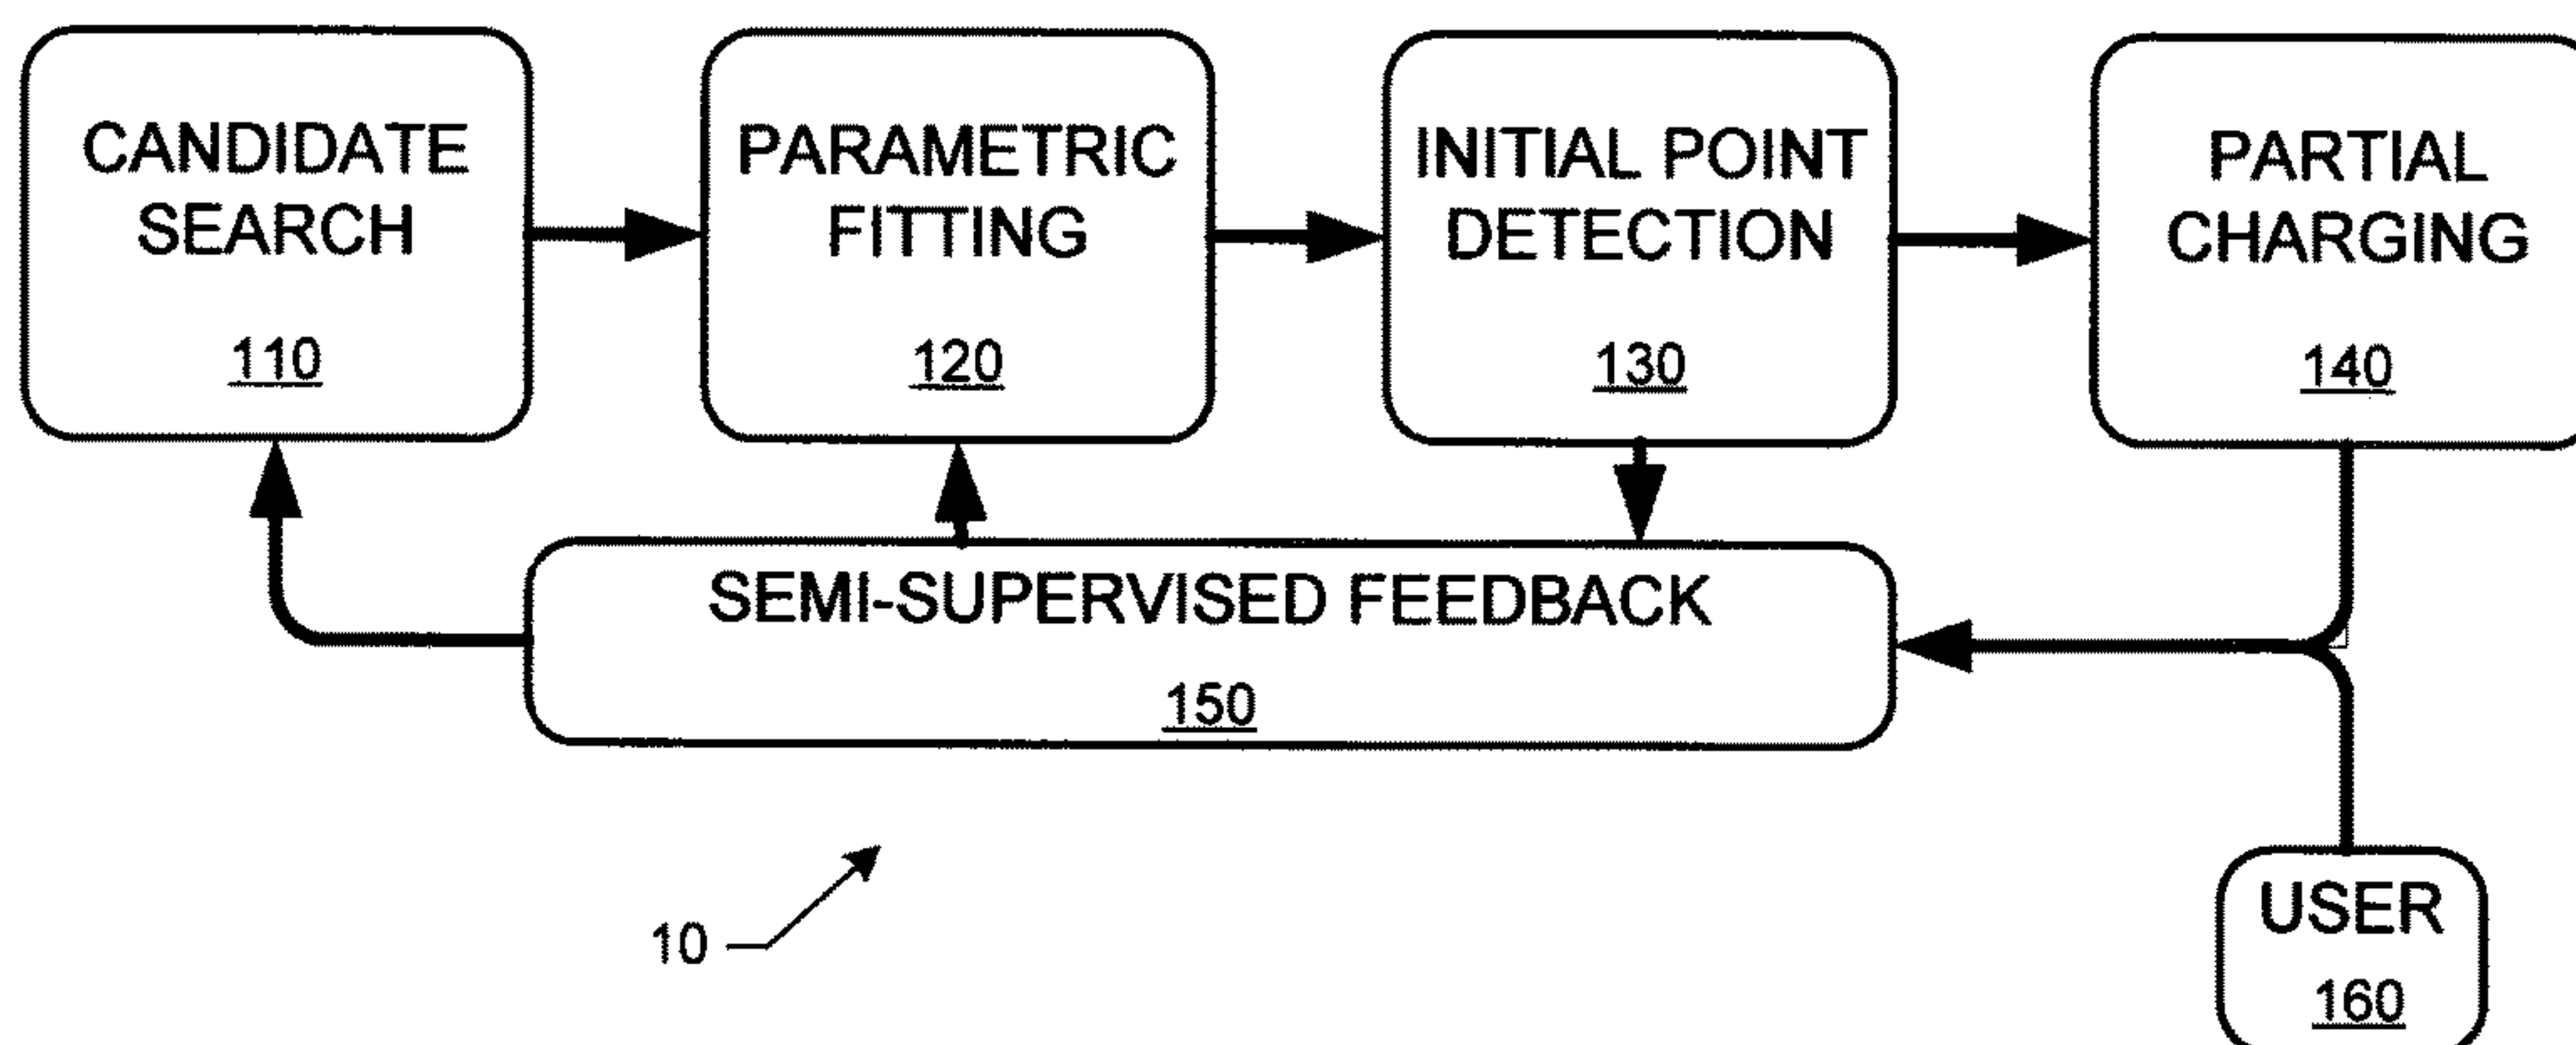 CANDIDATE
SEARCH
110
PARAMETRIC
FITTING
120
INITIAL POINT
DETECTION
130
PARTIAL
CHARGING
140
SEMI-SUPERVISED FEEDBACK
150
10
USER
160